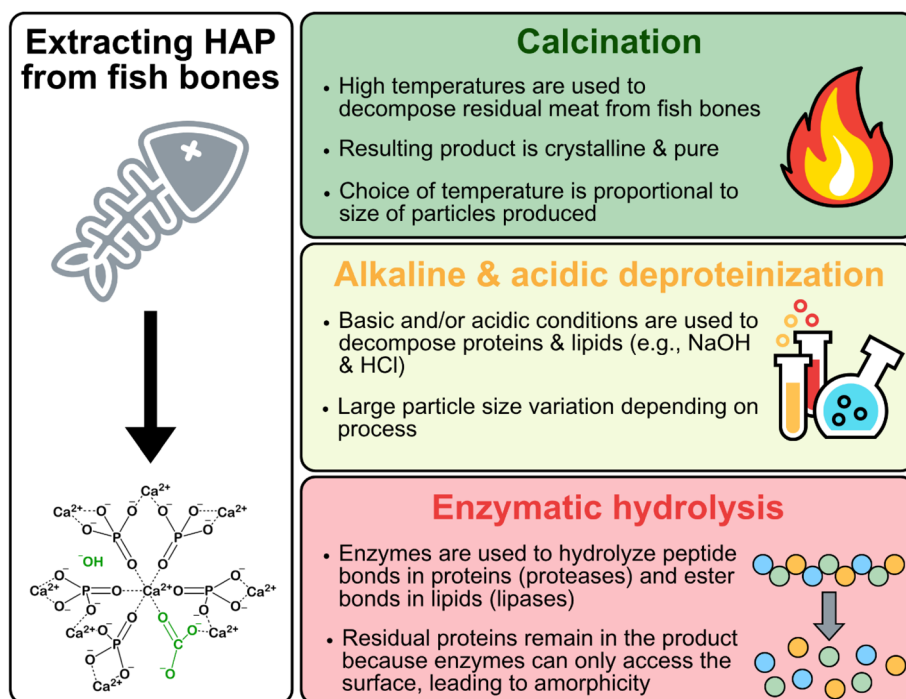 Extracting HAP
from fish bones
Ca²⁺
O⁻
O⁻
Ca²⁺
O⁻
O⁻
Ca²⁺
⁻O
P
P
O⁻
⁻OH
O
O
Ca²⁺
O⁻
P
O
Ca²⁺
O
P
O⁻
Ca²⁺
⁻O
O⁻
O
O
O⁻
O⁻
Ca²⁺
O⁻
P
C
O⁻
Ca²⁺
O⁻
O⁻
O⁻
Ca²⁺
Calcination
• High temperatures are used to
decompose residual meat from fish bones
• Resulting product is crystalline & pure
• Choice of temperature is proportional to
size of particles produced
Alkaline & acidic deproteinization
• Basic and/or acidic conditions are used to
decompose proteins & lipids (e.g., NaOH
& HCl)
• Large particle size variation depending on
process
Enzymatic hydrolysis
• Enzymes are used to hydrolyze peptide
bonds in proteins (proteases) and ester
bonds in lipids (lipases)
• Residual proteins remain in the product
because enzymes can only access the
surface, leading to amorphicity